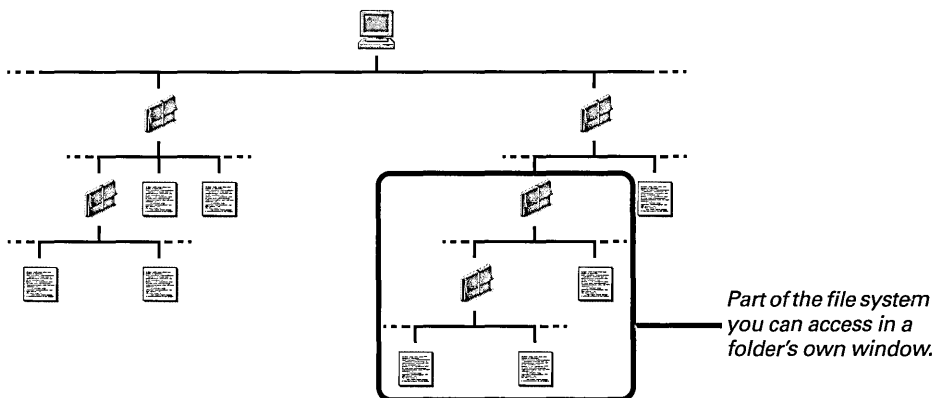 Part of the file system
you can access in a
folder's own window.